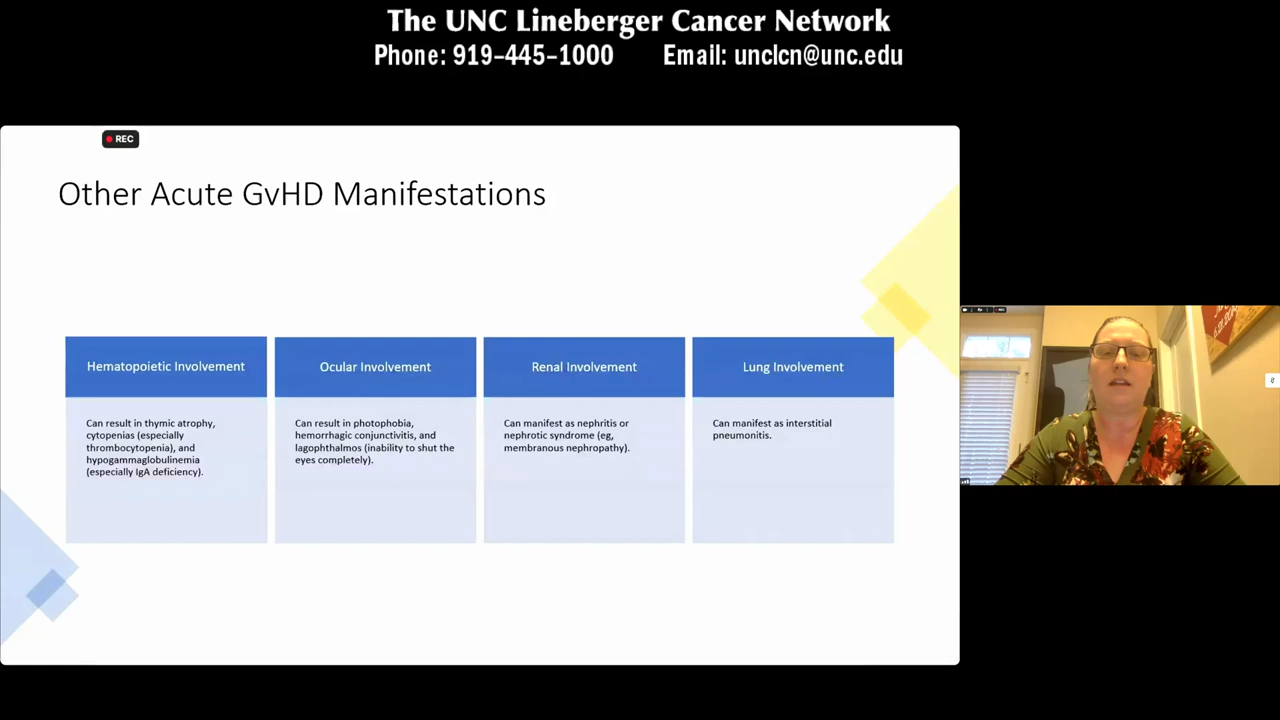 The UNC Lineberger Cancer Network
Phone: 919-445-1000 Email: unclcn@unc.edu
REC
Other Acute GvHD Manifestations
Hematopoietic Involvement
Can result in thymic atrophy,
cytopenias (especially
thrombocytopenia), and
hypogammaglobulinemia
(especially IgA deficiency).
Ocular Involvement
Can result in photophobia,
hemorrhagic conjunctivitis, and
lagophthalmos (inability to shut the
eyes completely).
Renal Involvement
Can manifest as nephritis or
nephrotic syndrome (eg,
membranous nephropathy).
Lung Involvement
Can manifest as interstitial
pneumonitis.